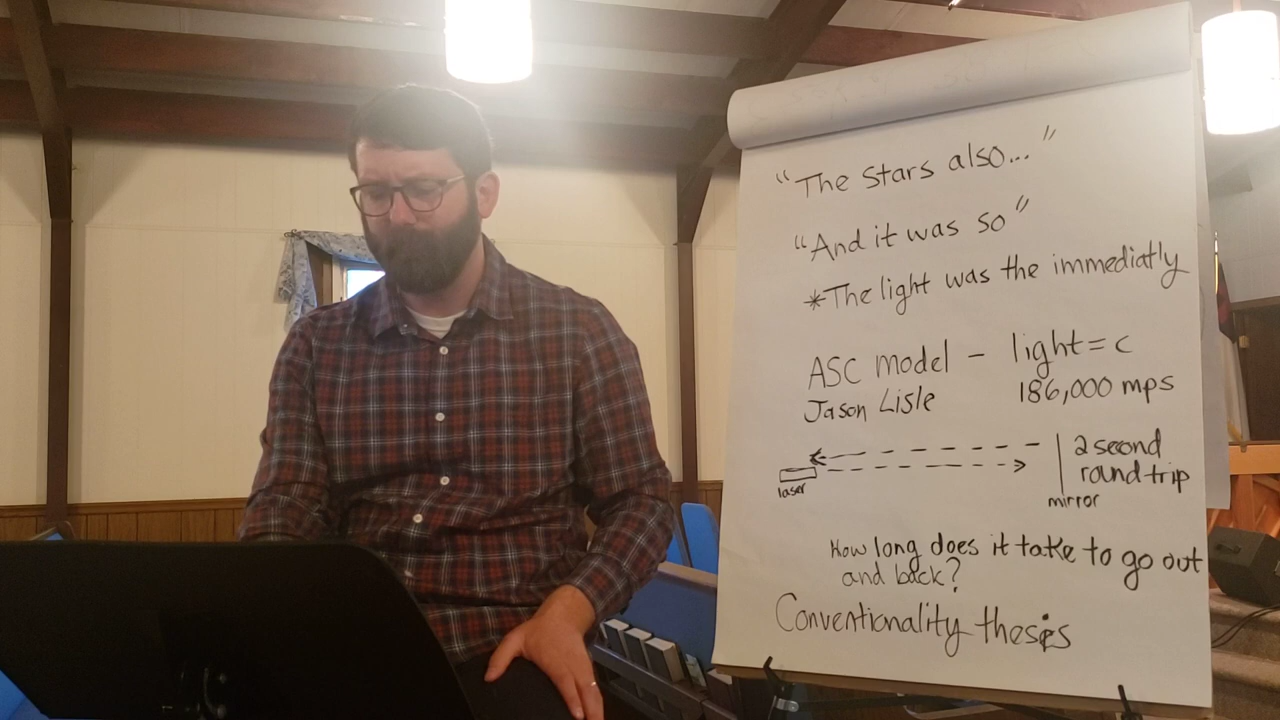 "The Stars also... "
"And it was so"
*The light was the immediatly
ASC model - light = c
Jason Lisle 186,000 mps
2 second
round trip
laser
mirror
How long does it take to go out
and back?
Conventionality thesis